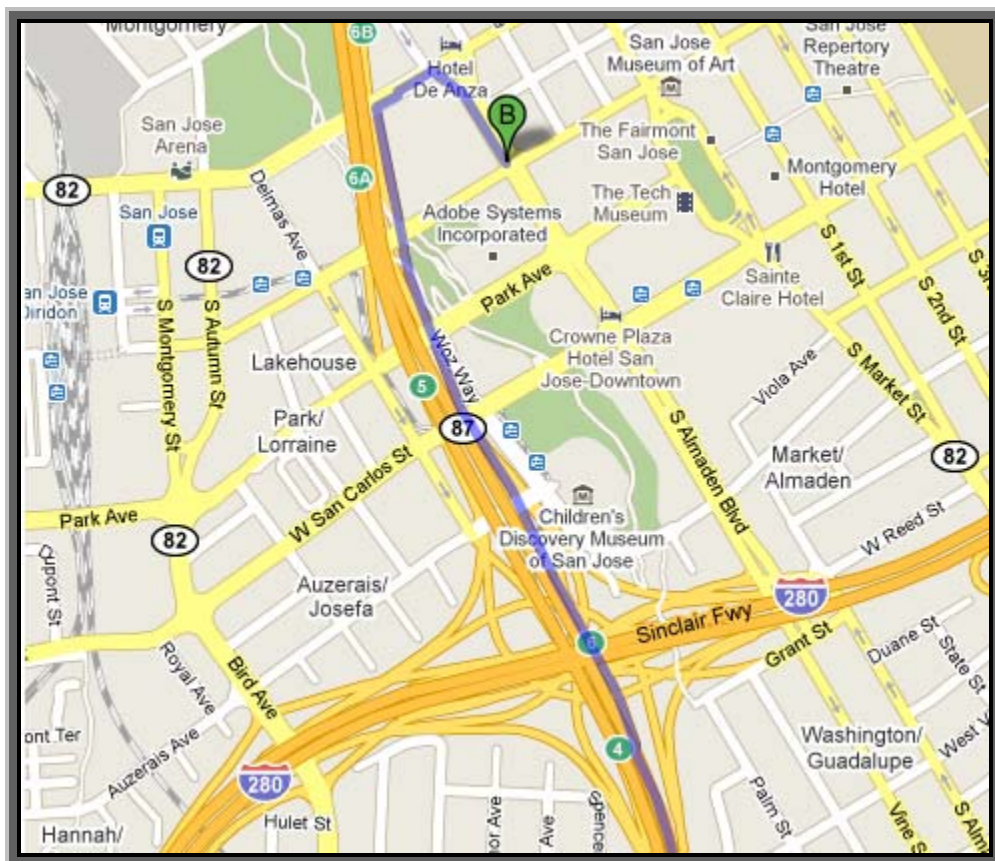 Montgomery
6B
Hotel
De Anza
San Jose
Museum of Art
San Jose
Repertory
Theatre
B
San Jose
Arena
The Fairmont
San Jose
6A
82
Montgomery
Hotel
Delmas Ave
The Tech
Museum
San Jose
Adobe Systems
Incorporated
S 1st St
82
Park Ave
Sainte
Claire Hotel
S 2nd St
San Jose
Diridon
S Montgomery St
S Autumn St
Crowne Plaza
Hotel San
Jose-Downtown
Lakehouse
Woz Way
Viola Ave
S Market St
5
Park/
Lorraine
87
S Almaden Blvd
Market/
Almaden
82
W San Carlos St
Park Ave
Children's
Discovery Museum
of San Jose
W Reed St
82
Auzerais/
Josefa
280
Sinclair Fwy
6
Grant St
Duane St
State St
Royal Ave
Bird Ave
4
Washington/
Guadalupe
Auzerais Ave
280
Palm St
Hulet St
Ave
Vine S
Hannah/